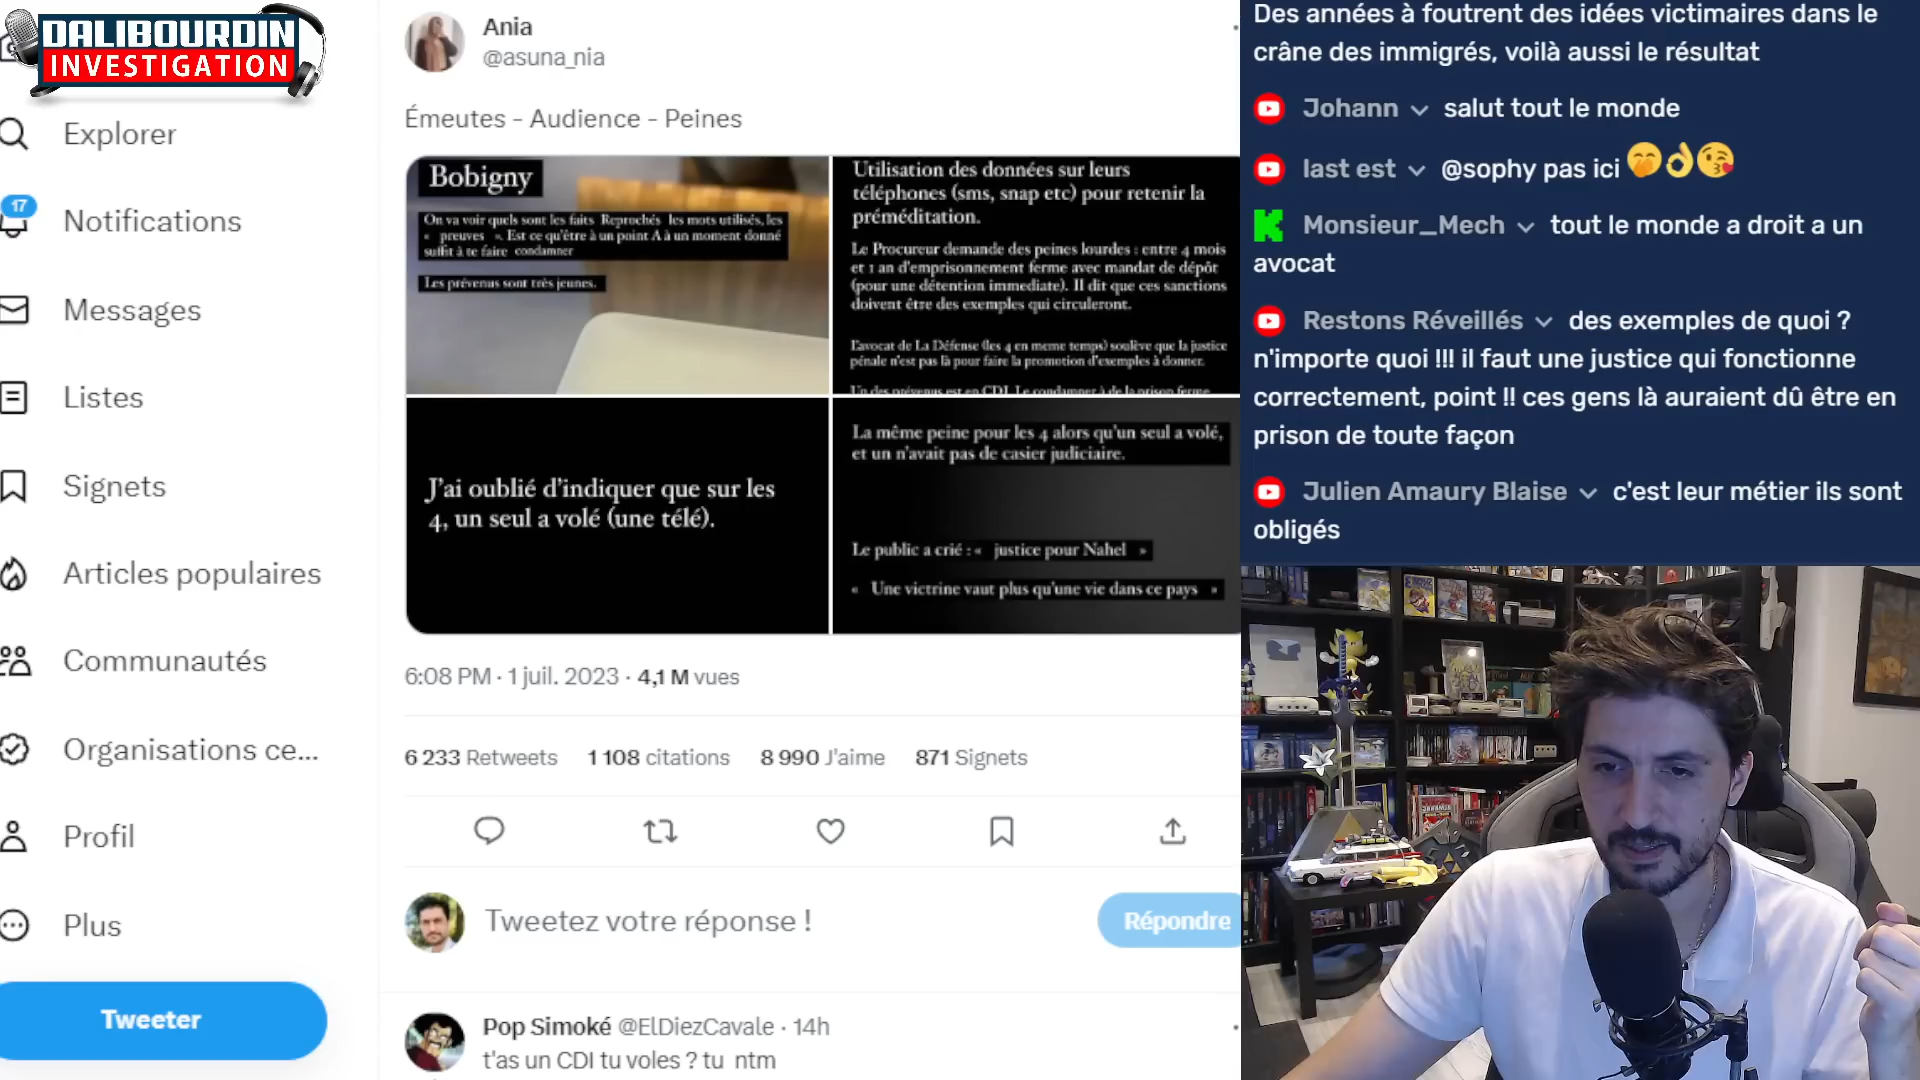 DALIBOURDIN
INVESTIGATION
Explorer
17
Notifications
Messages
Listes
Signets
Articles populaires
Communautés
Organisations ce...
Profil
Plus
Tweeter
Ania
@asuna_nia
Émeutes - Audience - Peines
Bobigny
On va voir quels sont les faits Reprochés les mots utilisés, les
« preuves ». Est ce qu'être à un point A à un moment donné
suffit à te faire condamner
Les prévenus sont très jeunes.
Utilisation des données sur leurs
téléphones (sms, snap etc) pour retenir la
préméditation.
Le Procureur demande des peines lourdes : entre 4 mois
et 1 an d'emprisonnement ferme avec mandat de dépôt
(pour une détention immediate). Il dit que ces sanctions
doivent être des exemples qui circuleront.
L'avocat de La Défense (les 4 en meme temps) soulève que la justice
pénale n'est pas là pour faire la promotion d'exemples à donner.
Un des prévenus est en CDI. Le condamner à de la prison ferme
J'ai oublié d'indiquer que sur les
4, un seul a volé (une télé).
La même peine pour les 4 alors qu'un seul a volé,
et un n'avait pas de casier judiciaire.
Le public a crié : « justice pour Nahel »
« Une victrine vaut plus qu'une vie dans ce pays »
6:08 PM · 1 juil. 2023 · 4,1 M vues
6 233 Retweets 1 108 citations 8 990 J'aime 871 Signets
Tweetez votre réponse !
Répondre
Pop Simoké @ElDiezCavale · 14h
t'as un CDI tu voles ? tu ntm
Des années à foutrent des idées victimaires dans le
crâne des immigrés, voilà aussi le résultat
Johann salut tout le monde
last est @sophy pas ici 🤭👌😘
Monsieur_Mech tout le monde a droit a un
avocat
Restons Réveillés des exemples de quoi ?
n'importe quoi !!! il faut une justice qui fonctionne
correctement, point !! ces gens là auraient dû être en
prison de toute façon
Julien Amaury Blaise c'est leur métier ils sont
obligés